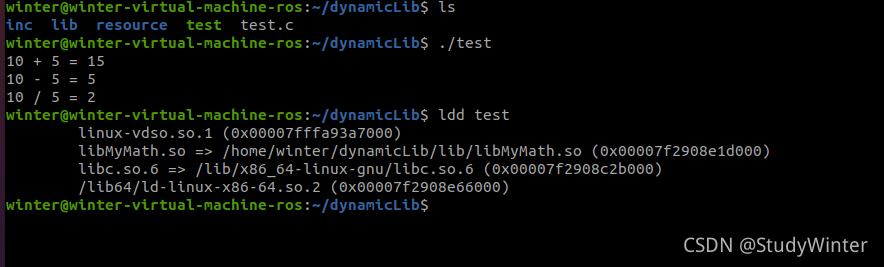 winter@winter-virtual-machine-ros:~/dynamicLib$ ls
inc  lib  resource  test  test.c
winter@winter-virtual-machine-ros:~/dynamicLib$ ./test
10 + 5 = 15
10 - 5 = 5
10 / 5 = 2
winter@winter-virtual-machine-ros:~/dynamicLib$ ldd test
        linux-vdso.so.1 (0x00007fffa93a7000)
        libMyMath.so => /home/winter/dynamicLib/lib/libMyMath.so (0x00007f2908e1d000)
        libc.so.6 => /lib/x86_64-linux-gnu/libc.so.6 (0x00007f2908c2b000)
        /lib64/ld-linux-x86-64.so.2 (0x00007f2908e66000)
winter@winter-virtual-machine-ros:~/dynamicLib$
CSDN @StudyWinter